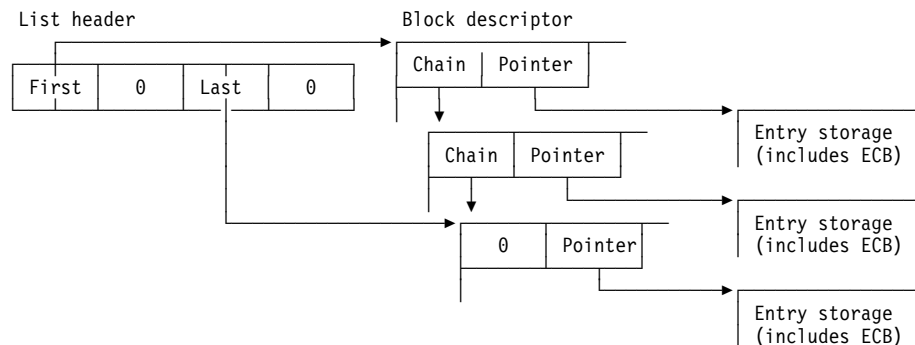 List header
Block descriptor
Chain Pointer
First 0 Last 0
Entry storage
(includes ECB)
Chain Pointer
Entry storage
(includes ECB)
0 Pointer
Entry storage
(includes ECB)